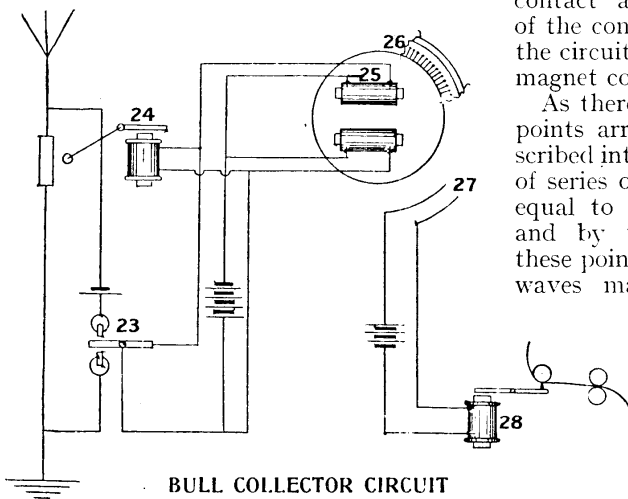 contact a
of the con
the circuit
magnet co
As there
points arr
scribed int
of series o
equal to
and by
these poin
waves ma
26
25
24
27
23
28
BULL COLLECTOR CIRCUIT